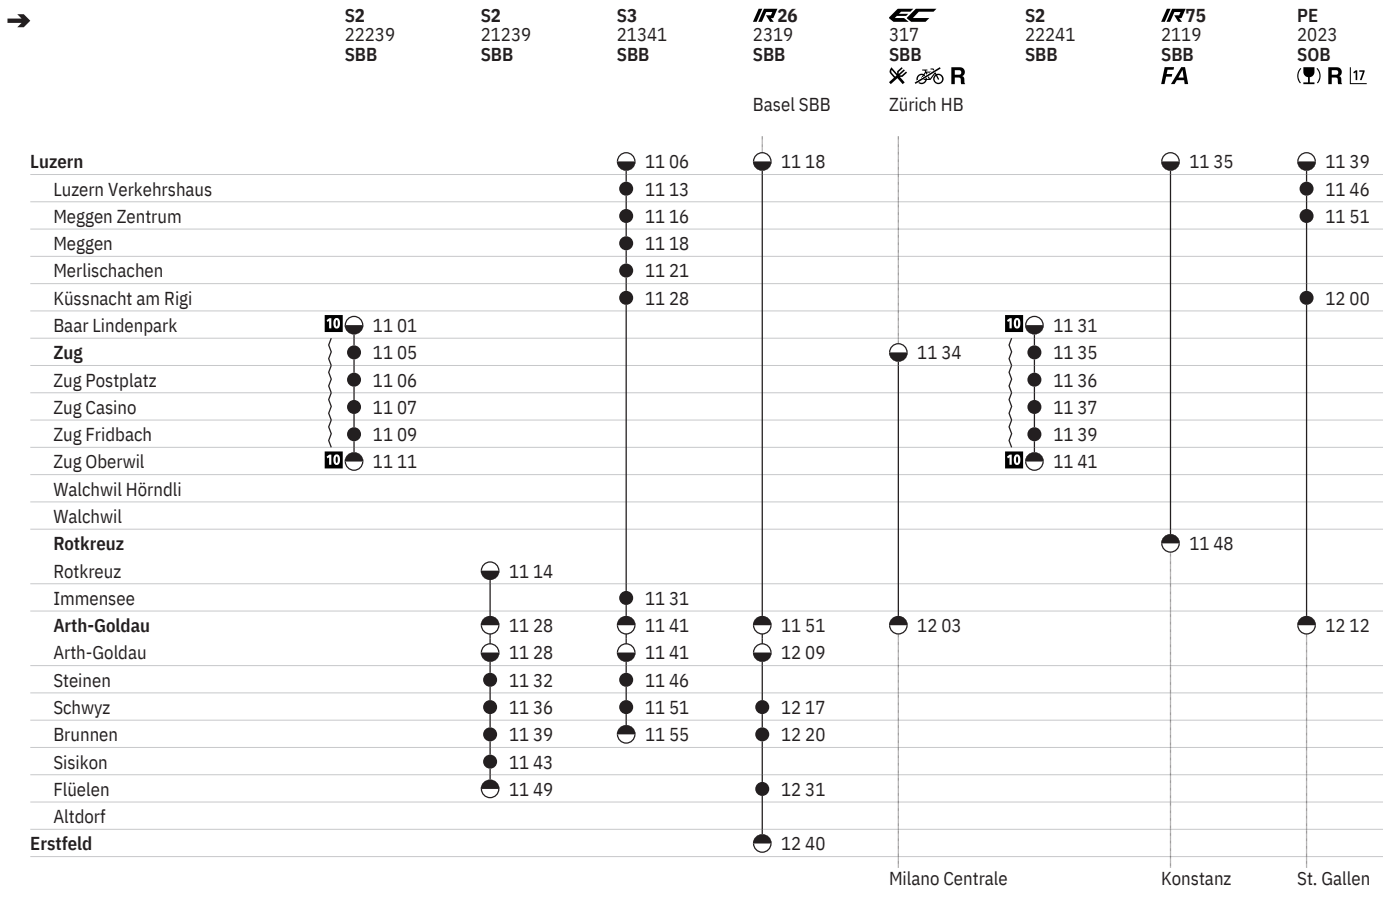 ➔ S2 S2 S3 IR26 EC S2 IR75 PE
22239 21239 21341 2319 317 22241 2119 2023
SBB SBB SBB SBB SBB SBB SBB SOB
R FA R 17
Basel SBB Zürich HB
Luzern 11 06 11 18 11 35 11 39
Luzern Verkehrshaus 11 13 11 46
Meggen Zentrum 11 16 11 51
Meggen 11 18
Merlischachen 11 21
Küssnacht am Rigi 11 28 12 00
Baar Lindenpark 10 11 01 10 11 31
Zug 11 05 11 34 11 35
Zug Postplatz 11 06 11 36
Zug Casino 11 07 11 37
Zug Fridbach 11 09 11 39
Zug Oberwil 10 11 11 10 11 41
Walchwil Hörndli
Walchwil
Rotkreuz 11 48
Rotkreuz 11 14
Immensee 11 31
Arth-Goldau 11 28 11 41 11 51 12 03 12 12
Arth-Goldau 11 28 11 41 12 09
Steinen 11 32 11 46
Schwyz 11 36 11 51 12 17
Brunnen 11 39 11 55 12 20
Sisikon 11 43
Flüelen 11 49 12 31
Altdorf
Erstfeld 12 40
Milano Centrale Konstanz St. Gallen